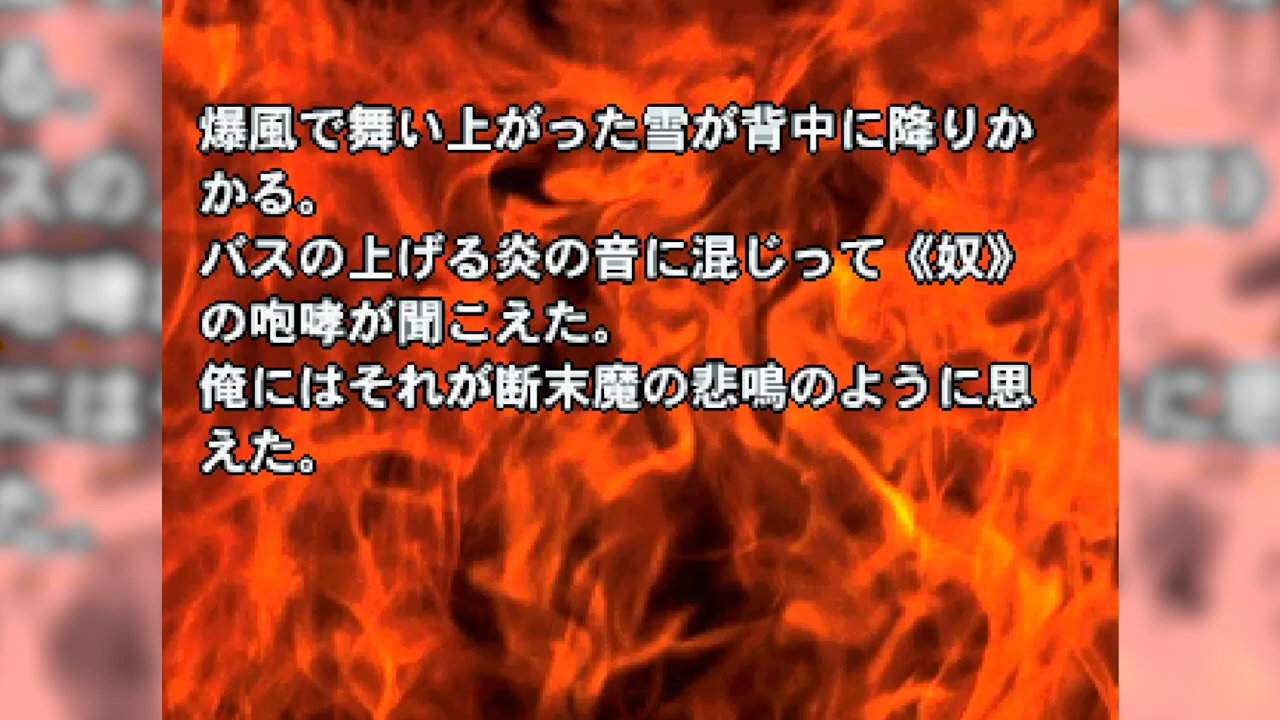 爆風で舞い上がった雪が背中に降りか
かる。
バスの上げる炎の音に混じって《奴》
の咆哮が聞こえた。
俺にはそれが断末魔の悲鳴のように思
えた。